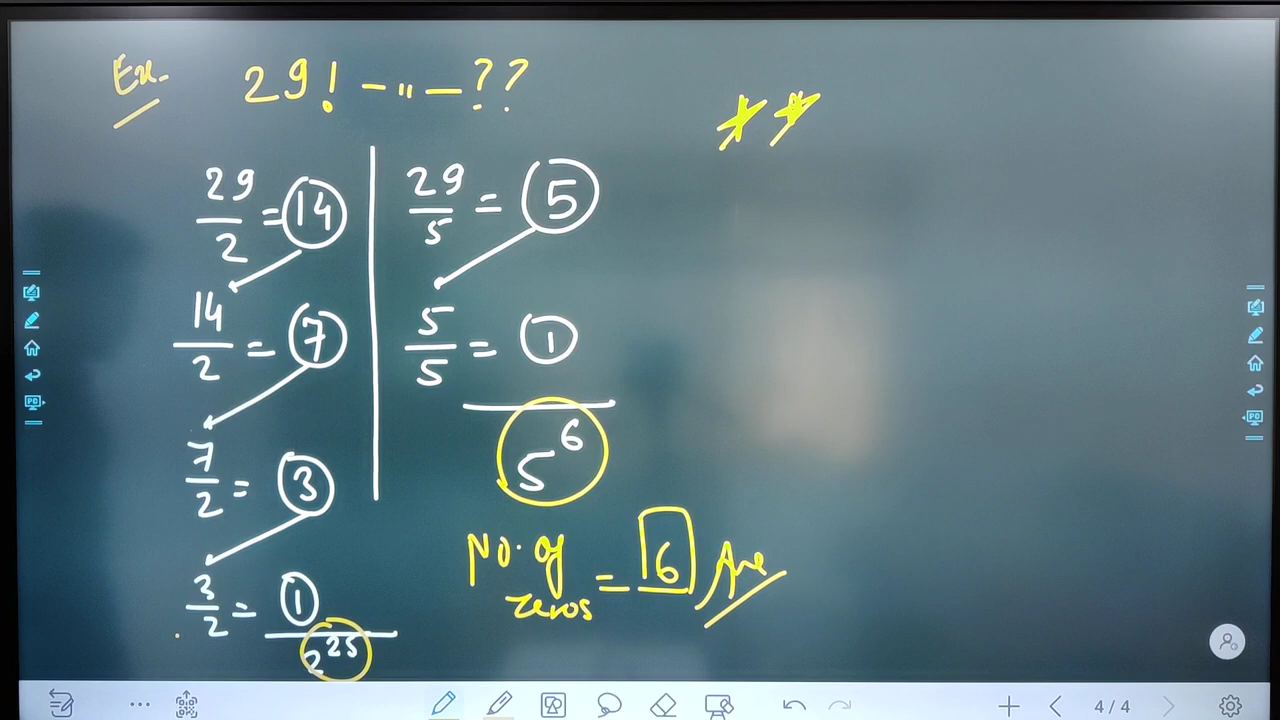 Ex. 29! - " - ??
29/2 = 14
14/2 = 7
7/2 = 3
3/2 = 1
2^25
29/5 = 5
5/5 = 1
5^6
No. of zeros = 6 Ans
4 / 4